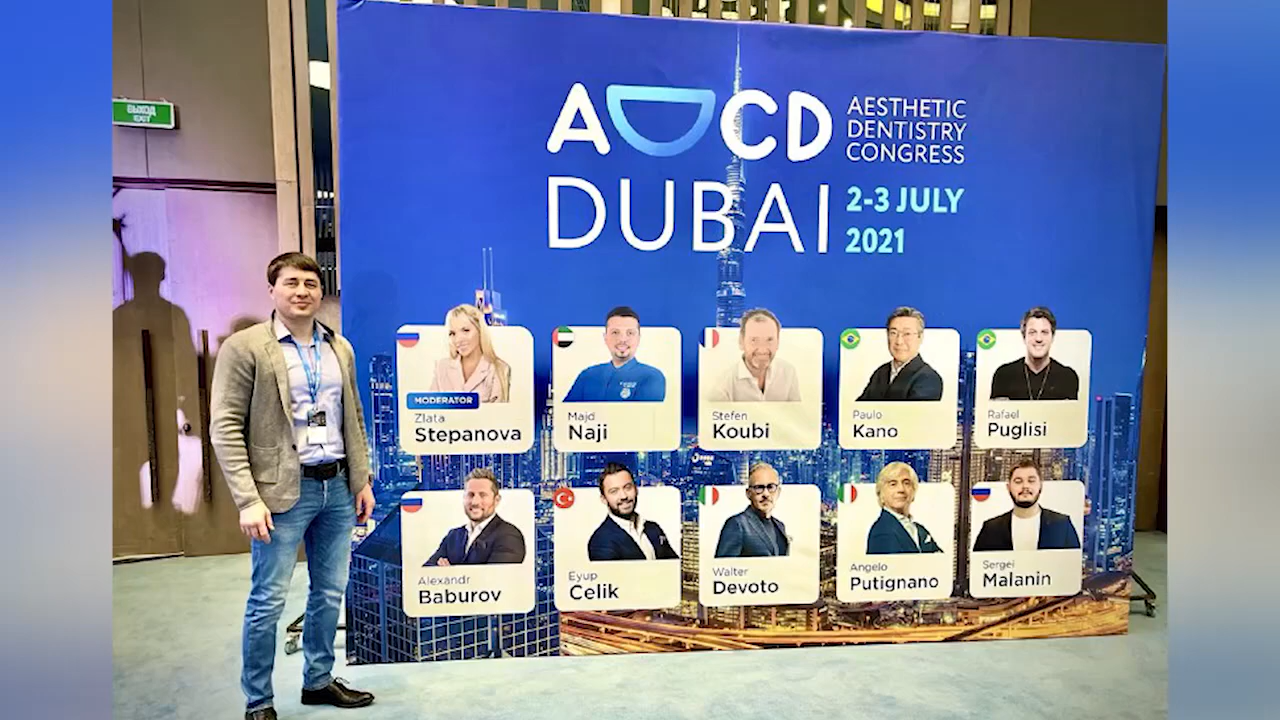 ВЫХОД
EXIT
ADCD
AESTHETIC
DENTISTRY
CONGRESS
DUBAI
2-3 JULY
2021
MODERATOR
Zlata
Stepanova
Majd
Naji
Stefen
Koubi
Paulo
Kano
Rafael
Puglisi
Alexandr
Baburov
Eyup
Celik
Walter
Devoto
Angelo
Putignano
Sergei
Malanin